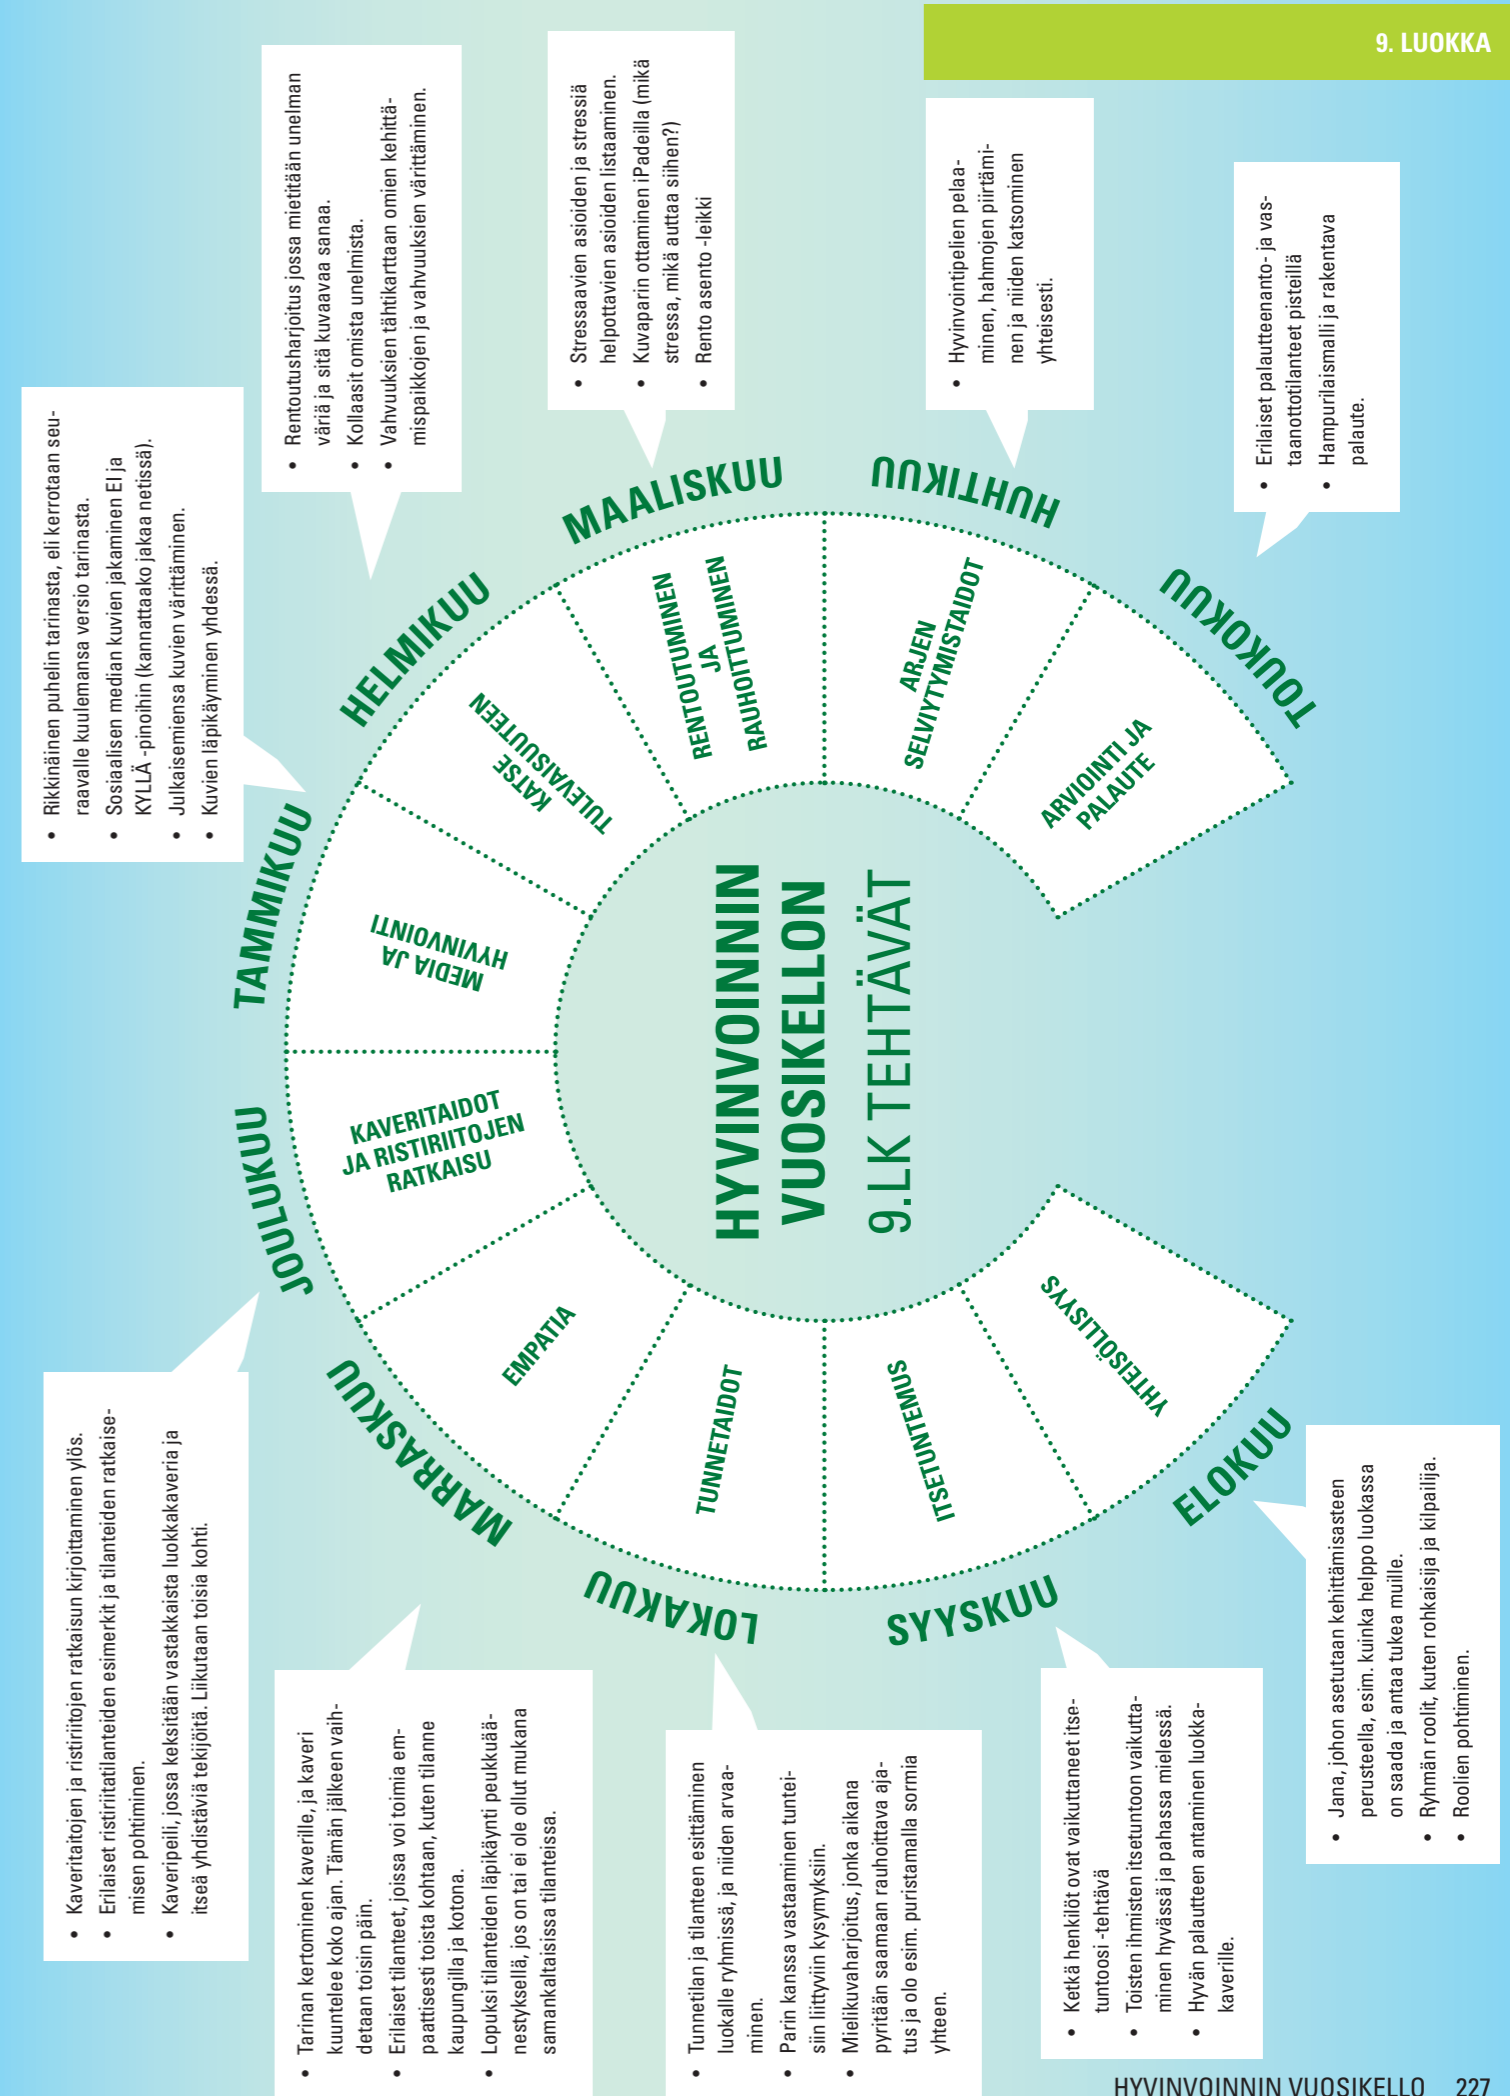 9. LUOKKA
HYVINVOINNIN
VUOSIKELLON
9.LK TEHTÄVÄT
ELOKUU
YHTEISÖLLISYYS
• Jana, johon asetutaan kehittämisasteen
perusteella, esim. kuinka helppo luokassa
on saada ja antaa tukea muille.
• Ryhmän roolit, kuten rohkaisija ja kilpailija.
• Roolien pohtiminen.
SYYSKUU
ITSETUNTEMUS
• Ketkä henkilöt ovat vaikuttaneet itse-
tuntoosi -tehtävä
• Toisten ihmisten itsetuntoon vaikutta-
minen hyvässä ja pahassa mielessä.
• Hyvän palautteen antaminen luokka-
kaverille.
LOKAKUU
TUNNETAIDOT
• Tunnetilan ja tilanteen esittäminen
luokalle ryhmissä, ja niiden arvaa-
minen.
• Parin kanssa vastaaminen tuntei-
siin liittyviin kysymyksiin.
• Mielikuvaharjoitus, jonka aikana
pyritään saamaan rauhoittava aja-
tus ja olo esim. puristamalla sormia
yhteen.
MARRASKUU
EMPATIA
• Tarinan kertominen kaverille, ja kaveri
kuuntelee koko ajan. Tämän jälkeen vaih-
detaan toisin päin.
• Erilaiset tilanteet, joissa voi toimia em-
paattisesti toista kohtaan, kuten tilanne
kaupungilla ja kotona.
• Lopuksi tilanteiden läpikäynti peukkuää-
nestyksellä, jos on tai ei ole ollut mukana
samankaltaisissa tilanteissa.
JOULUKUU
KAVERITAIDOT
JA RISTIRIITOJEN
RATKAISU
• Kaveritaitojen ja ristiriitojen ratkaisun kirjoittaminen ylös.
• Erilaiset ristiriitatilanteiden esimerkit ja tilanteiden ratkaise-
misen pohtiminen.
• Kaveripeili, jossa keksitään vastakkaista luokkakaveria ja
itseä yhdistäviä tekijöitä. Liikutaan toisia kohti.
TAMMIKUU
MEDIA JA
HYVINVOINTI
• Rikkinäinen puhelin tarinasta, eli kerrotaan seu-
raavalle kuulemansa versio tarinasta.
• Sosiaalisen median kuvien jakaminen EI ja
KYLLÄ -pinoihin (kannattaako jakaa netissä).
• Julkaisemiensa kuvien värittäminen.
• Kuvien läpikäyminen yhdessä.
HELMIKUU
KATSE
TULEVAISUUTEEN
• Rentoutusharjoitus jossa mietitään unelman
väriä ja sitä kuvaavaa sanaa.
• Kollaasit omista unelmista.
• Vahvuuksien tähtikarttaan omien kehittä-
mispaikkojen ja vahvuuksien värittäminen.
MAALISKUU
RENTOUTUMINEN
JA
RAUHOITTUMINEN
• Stressaavien asioiden ja stressiä
helpottavien asioiden listaaminen.
• Kuvaparin ottaminen iPadeilla (mikä
stressa, mikä auttaa siihen?)
• Rento asento -leikki
HUHTIKUU
ARJEN
SELVIYTYMISTAIDOT
• Hyvinvointipelien pelaa-
minen, hahmojen piirtämi-
nen ja niiden katsominen
yhteisesti.
TOUKOKUU
ARVIOINTI JA
PALAUTE
• Erilaiset palautteenanto- ja vas-
taanottotilanteet pisteillä
• Hampurilaismalli ja rakentava
palaute.
HYVINVOINNIN VUOSIKELLO 227